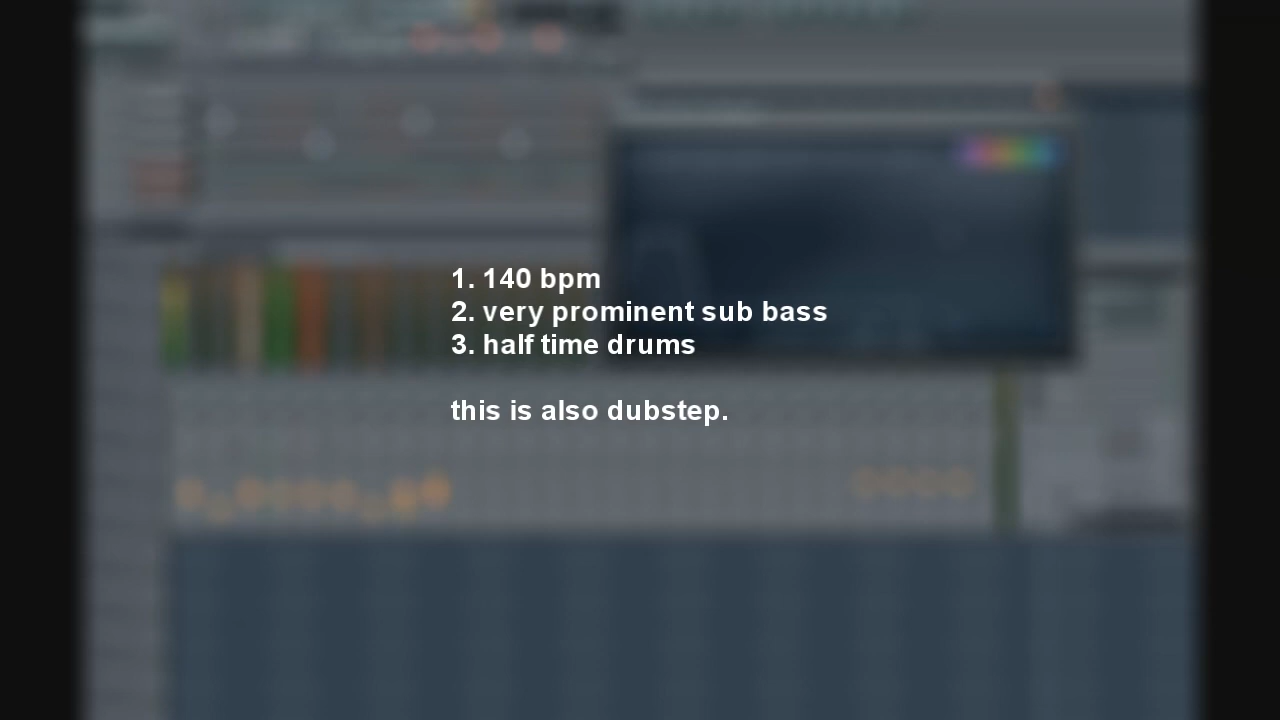 1. 140 bpm
2. very prominent sub bass
3. half time drums
this is also dubstep.